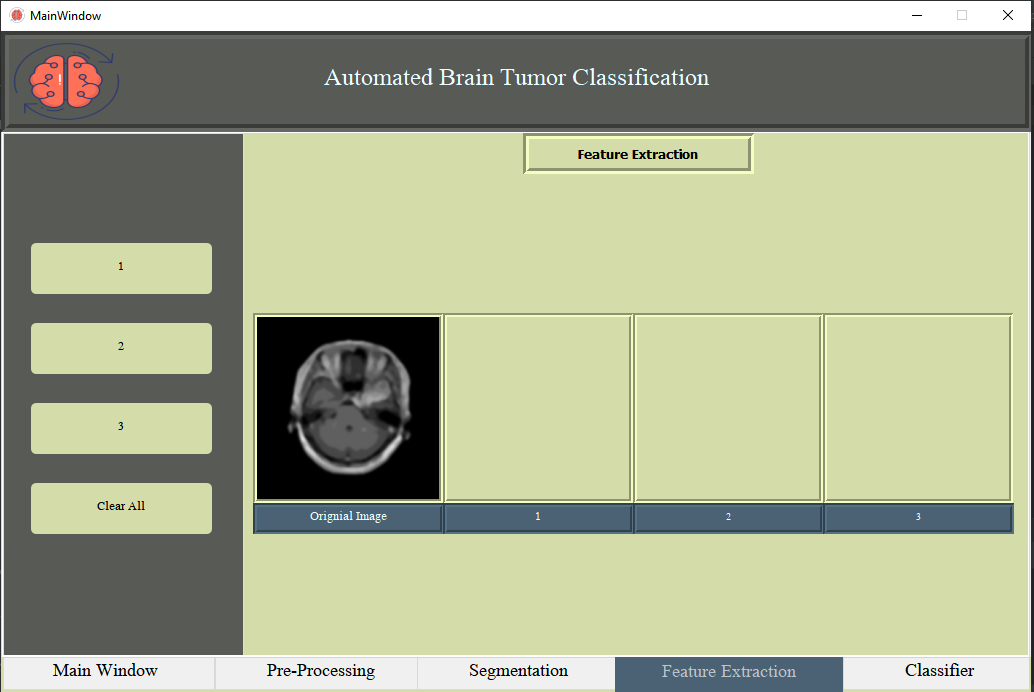 MainWindow
Automated Brain Tumor Classification
Feature Extraction
1
2
3
Clear All
Orignial Image
1
2
3
Main Window
Pre-Processing
Segmentation
Feature Extraction
Classifier